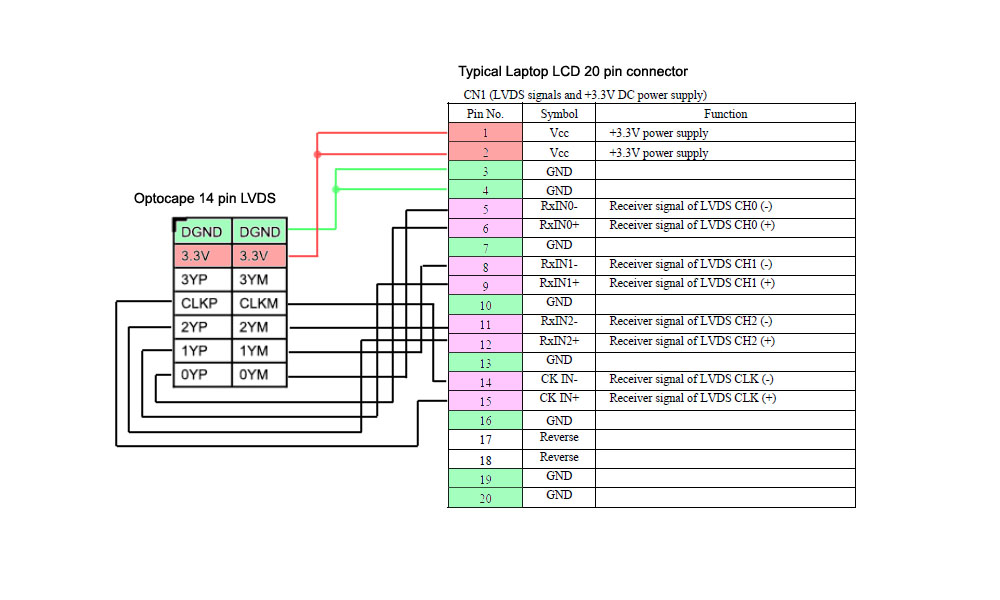 Typical Laptop LCD 20 pin connector
CN1 (LVDS signals and +3.3V DC power supply)
Pin No. Symbol Function
1 Vcc +3.3V power supply
2 Vcc +3.3V power supply
3 GND
4 GND
5 RxIN0- Receiver signal of LVDS CH0 (-)
6 RxIN0+ Receiver signal of LVDS CH0 (+)
7 GND
8 RxIN1- Receiver signal of LVDS CH1 (-)
9 RxIN1+ Receiver signal of LVDS CH1 (+)
10 GND
11 RxIN2- Receiver signal of LVDS CH2 (-)
12 RxIN2+ Receiver signal of LVDS CH2 (+)
13 GND
14 CK IN- Receiver signal of LVDS CLK (-)
15 CK IN+ Receiver signal of LVDS CLK (+)
16 GND
17 Reverse
18 Reverse
19 GND
20 GND
Optocape 14 pin LVDS
DGND DGND
3.3V 3.3V
3YP 3YM
CLKP CLKM
2YP 2YM
1YP 1YM
0YP 0YM